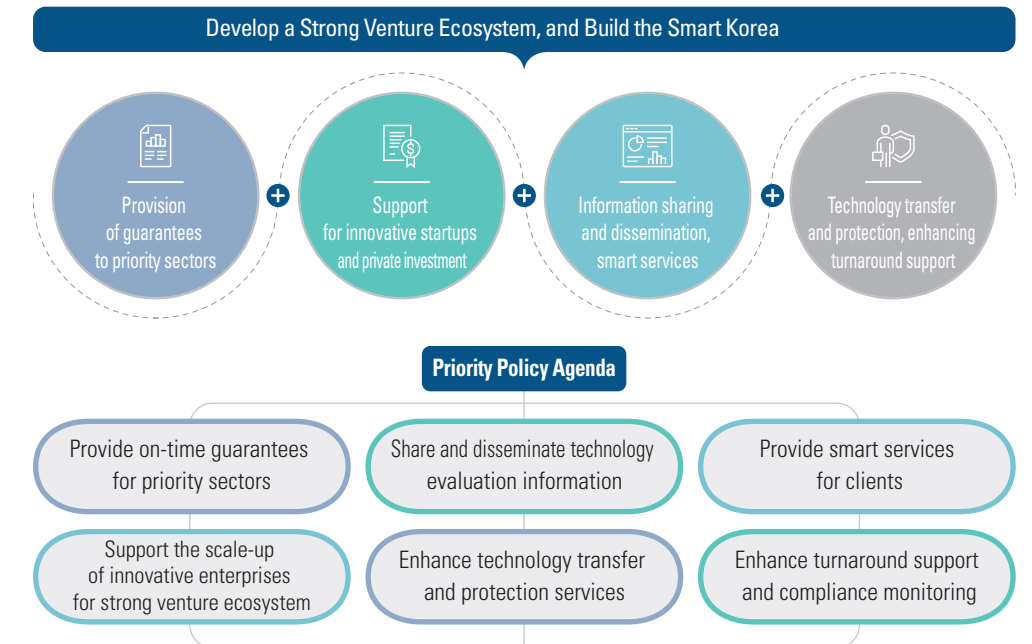 Develop a Strong Venture Ecosystem, and Build the Smart Korea
Provision
of guarantees
to priority sectors
Support
for innovative startups
and private investment
Information sharing
and dissemination,
smart services
Technology transfer
and protection, enhancing
turnaround support
Priority Policy Agenda
Provide on-time guarantees
for priority sectors
Share and disseminate technology
evaluation information
Provide smart services
for clients
Support the scale-up
of innovative enterprises
for strong venture ecosystem
Enhance technology transfer
and protection services
Enhance turnaround support
and compliance monitoring